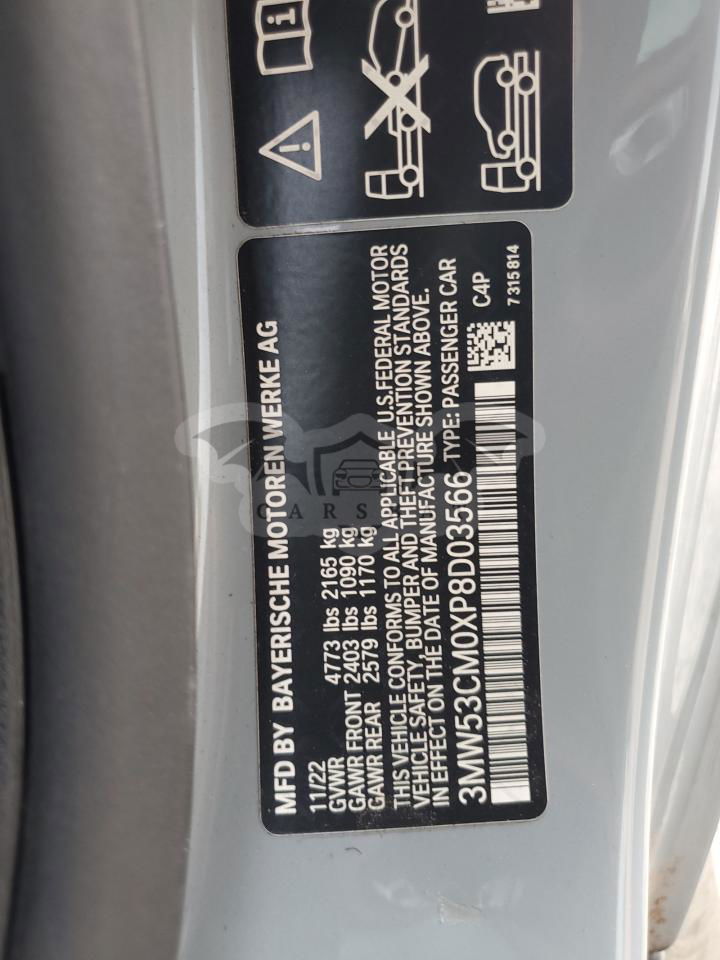 MFD BY BAYERISCHE MOTOREN WERKE AG
11/22
GVWR 4773 lbs 2165 kg
GAWR FRONT 2403 lbs 1090 kg
GAWR REAR 2579 lbs 1170 kg
THIS VEHICLE CONFORMS TO ALL APPLICABLE U.S.FEDERAL MOTOR
VEHICLE SAFETY, BUMPER AND THEFT PREVENTION STANDARDS
IN EFFECT ON THE DATE OF MANUFACTURE SHOWN ABOVE.
3MW53CM0XP8D03566 TYPE: PASSENGER CAR
C4P
7 315 814